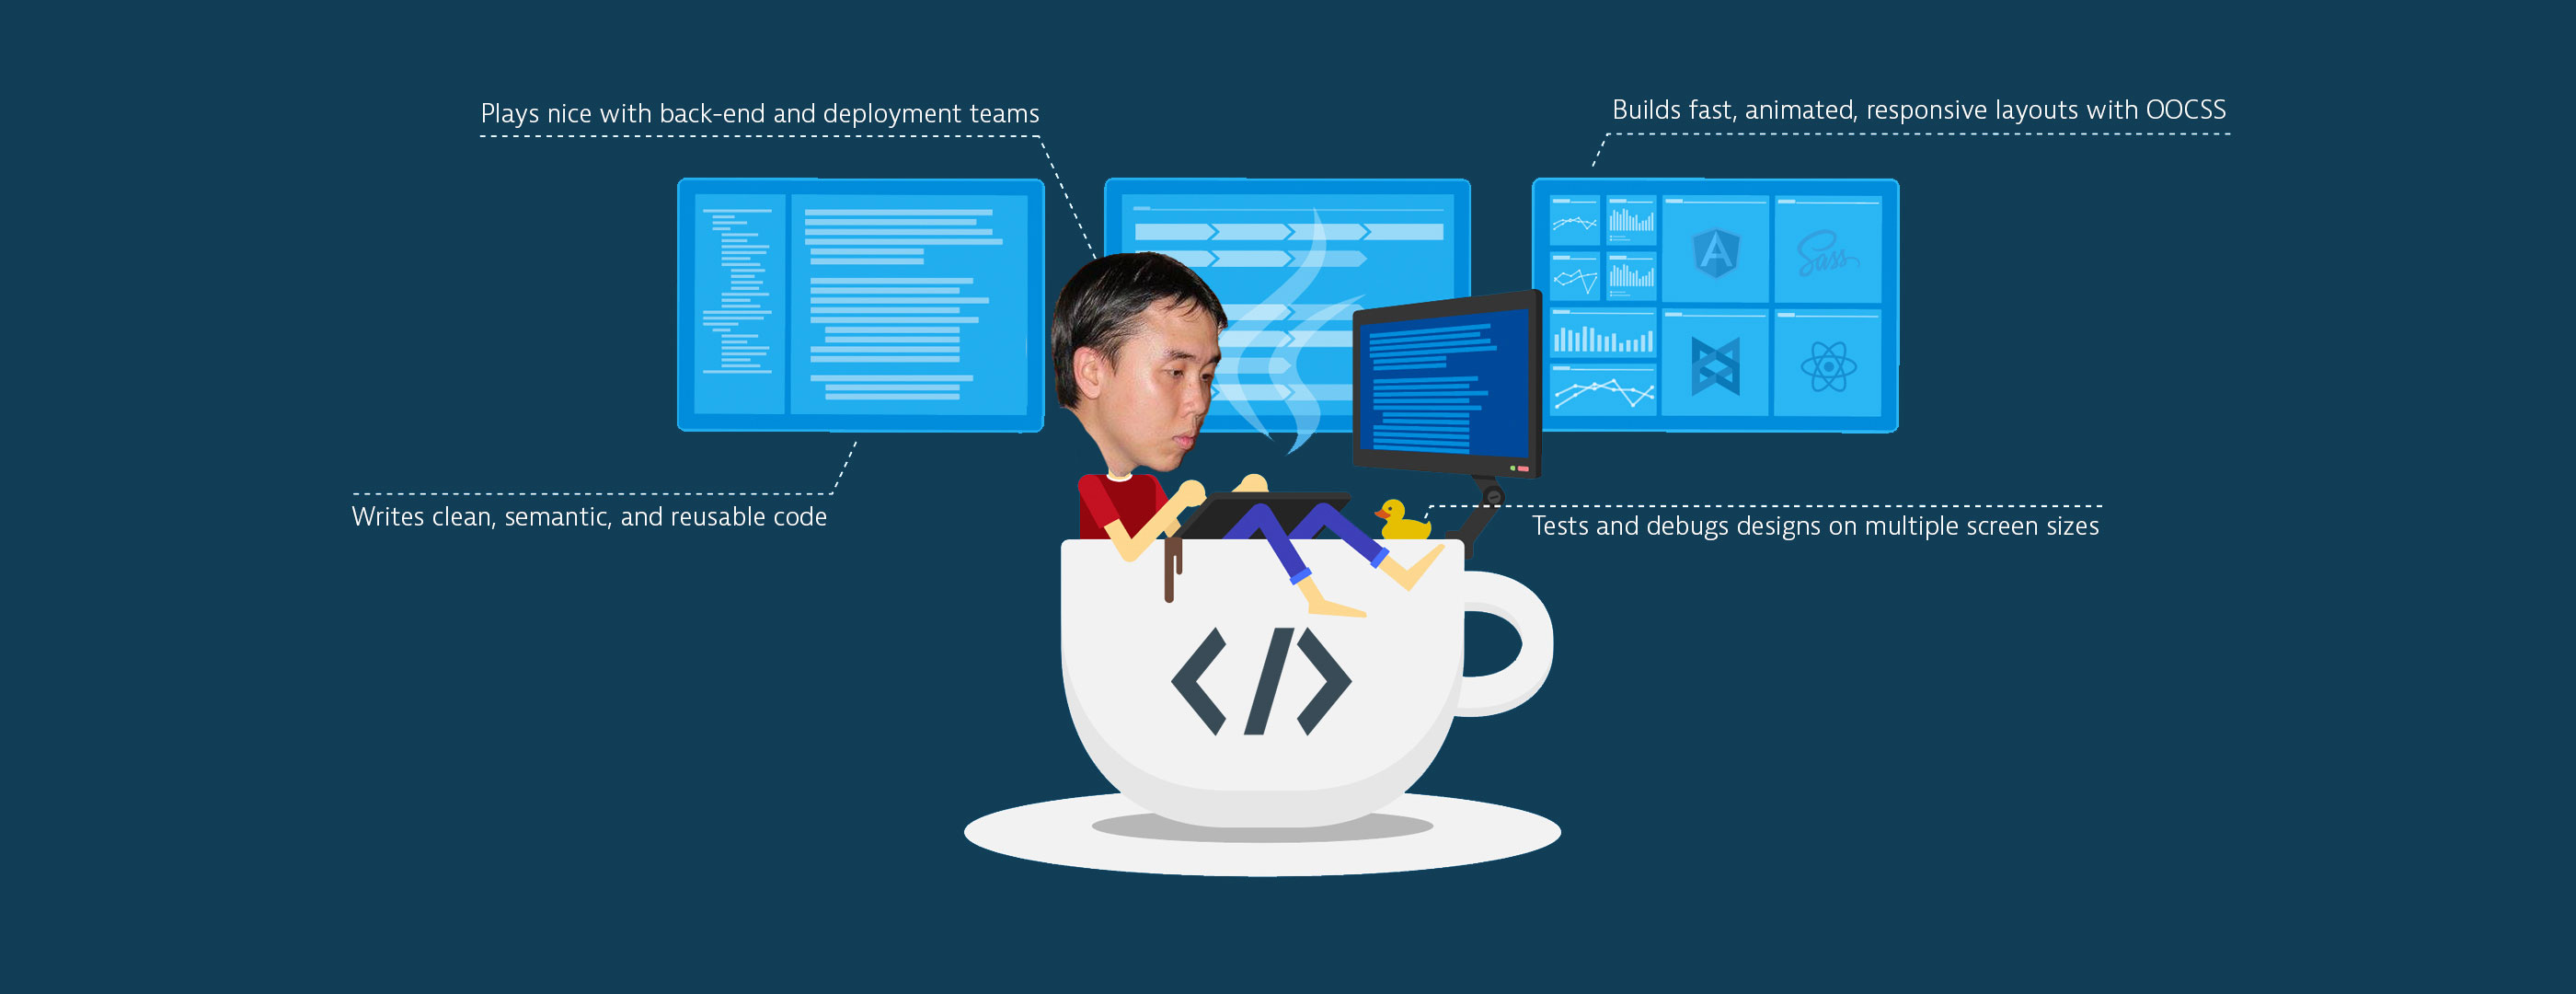 Plays nice with back-end and deployment teams
Builds fast, animated, responsive layouts with OOCSS
A
Sass
Writes clean, semantic, and reusable code
Tests and debugs designs on multiple screen sizes
</>